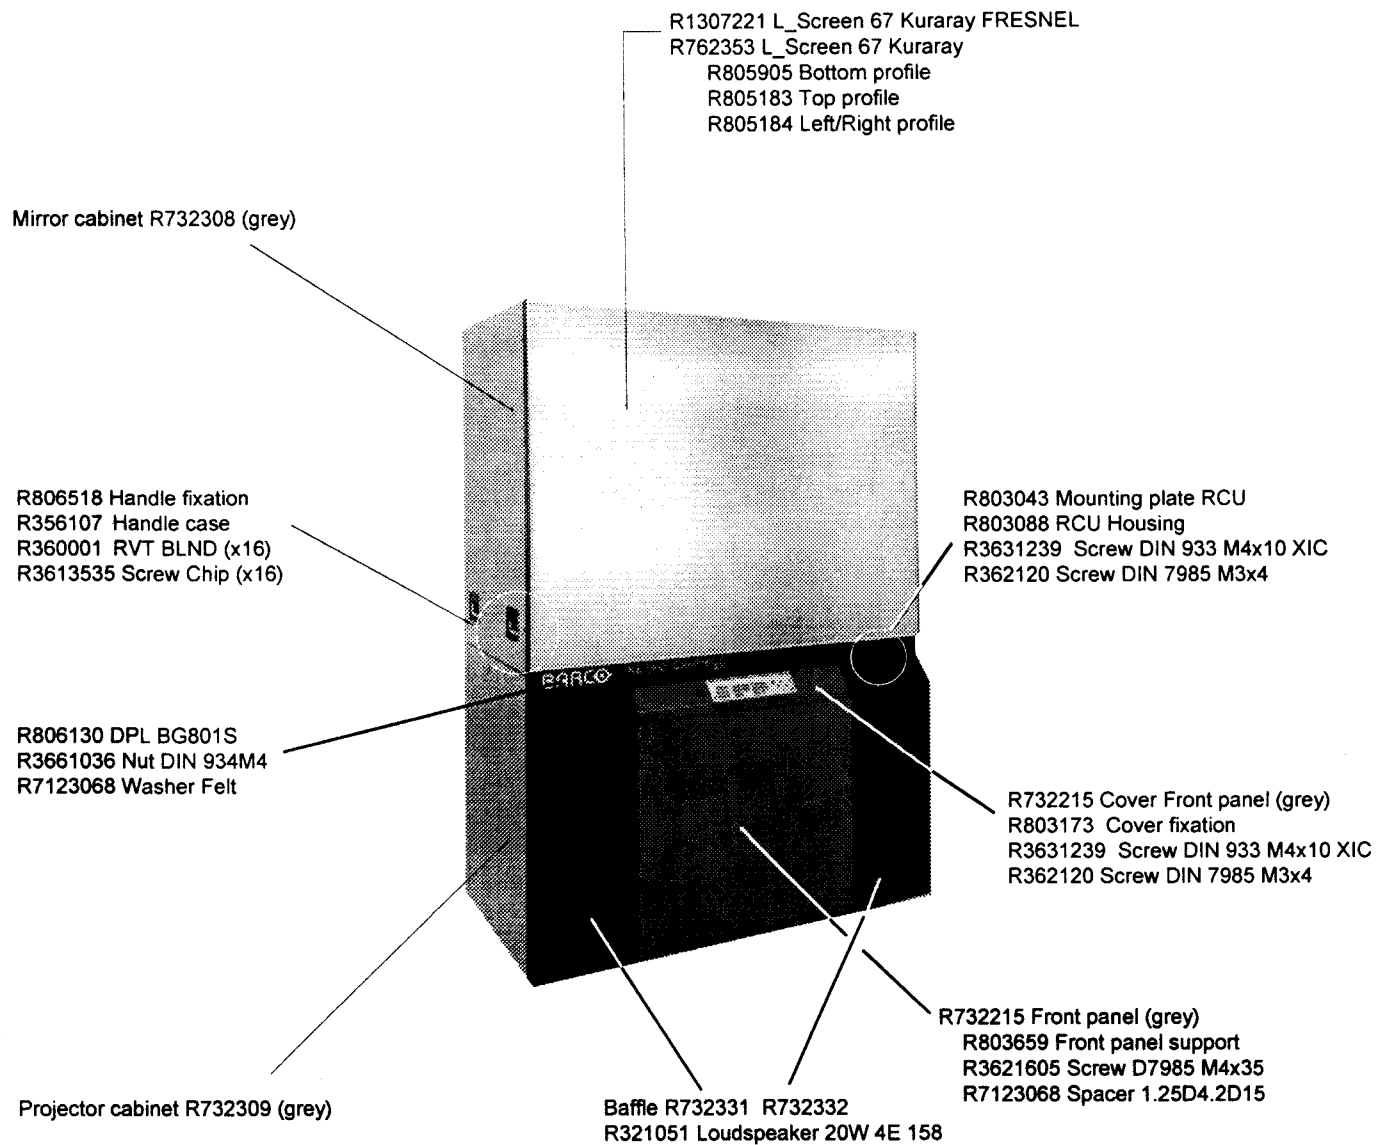 R1307221 L_Screen 67 Kuraray FRESNEL
R762353 L_Screen 67 Kuraray
R805905 Bottom profile
R805183 Top profile
R805184 Left/Right profile
Mirror cabinet R732308 (grey)
R806518 Handle fixation
R356107 Handle case
R360001 RVT BLND (x16)
R3613535 Screw Chip (x16)
R803043 Mounting plate RCU
R803088 RCU Housing
R3631239 Screw DIN 933 M4x10 XIC
R362120 Screw DIN 7985 M3x4
BARCO
R806130 DPL BG801S
R3661036 Nut DIN 934M4
R7123068 Washer Felt
R732215 Cover Front panel (grey)
R803173 Cover fixation
R3631239 Screw DIN 933 M4x10 XIC
R362120 Screw DIN 7985 M3x4
R732215 Front panel (grey)
R803659 Front panel support
R3621605 Screw D7985 M4x35
R7123068 Spacer 1.25D4.2D15
Projector cabinet R732309 (grey)
Baffle R732331 R732332
R321051 Loudspeaker 20W 4E 158